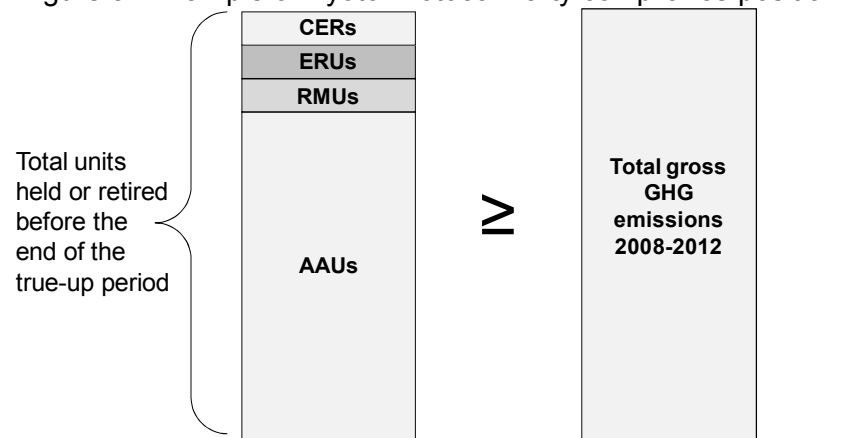 CERs
ERUs
RMUs
Total units
held or retired
before the
end of the
true-up period
AAUs
≥
Total gross
GHG
emissions
2008-2012